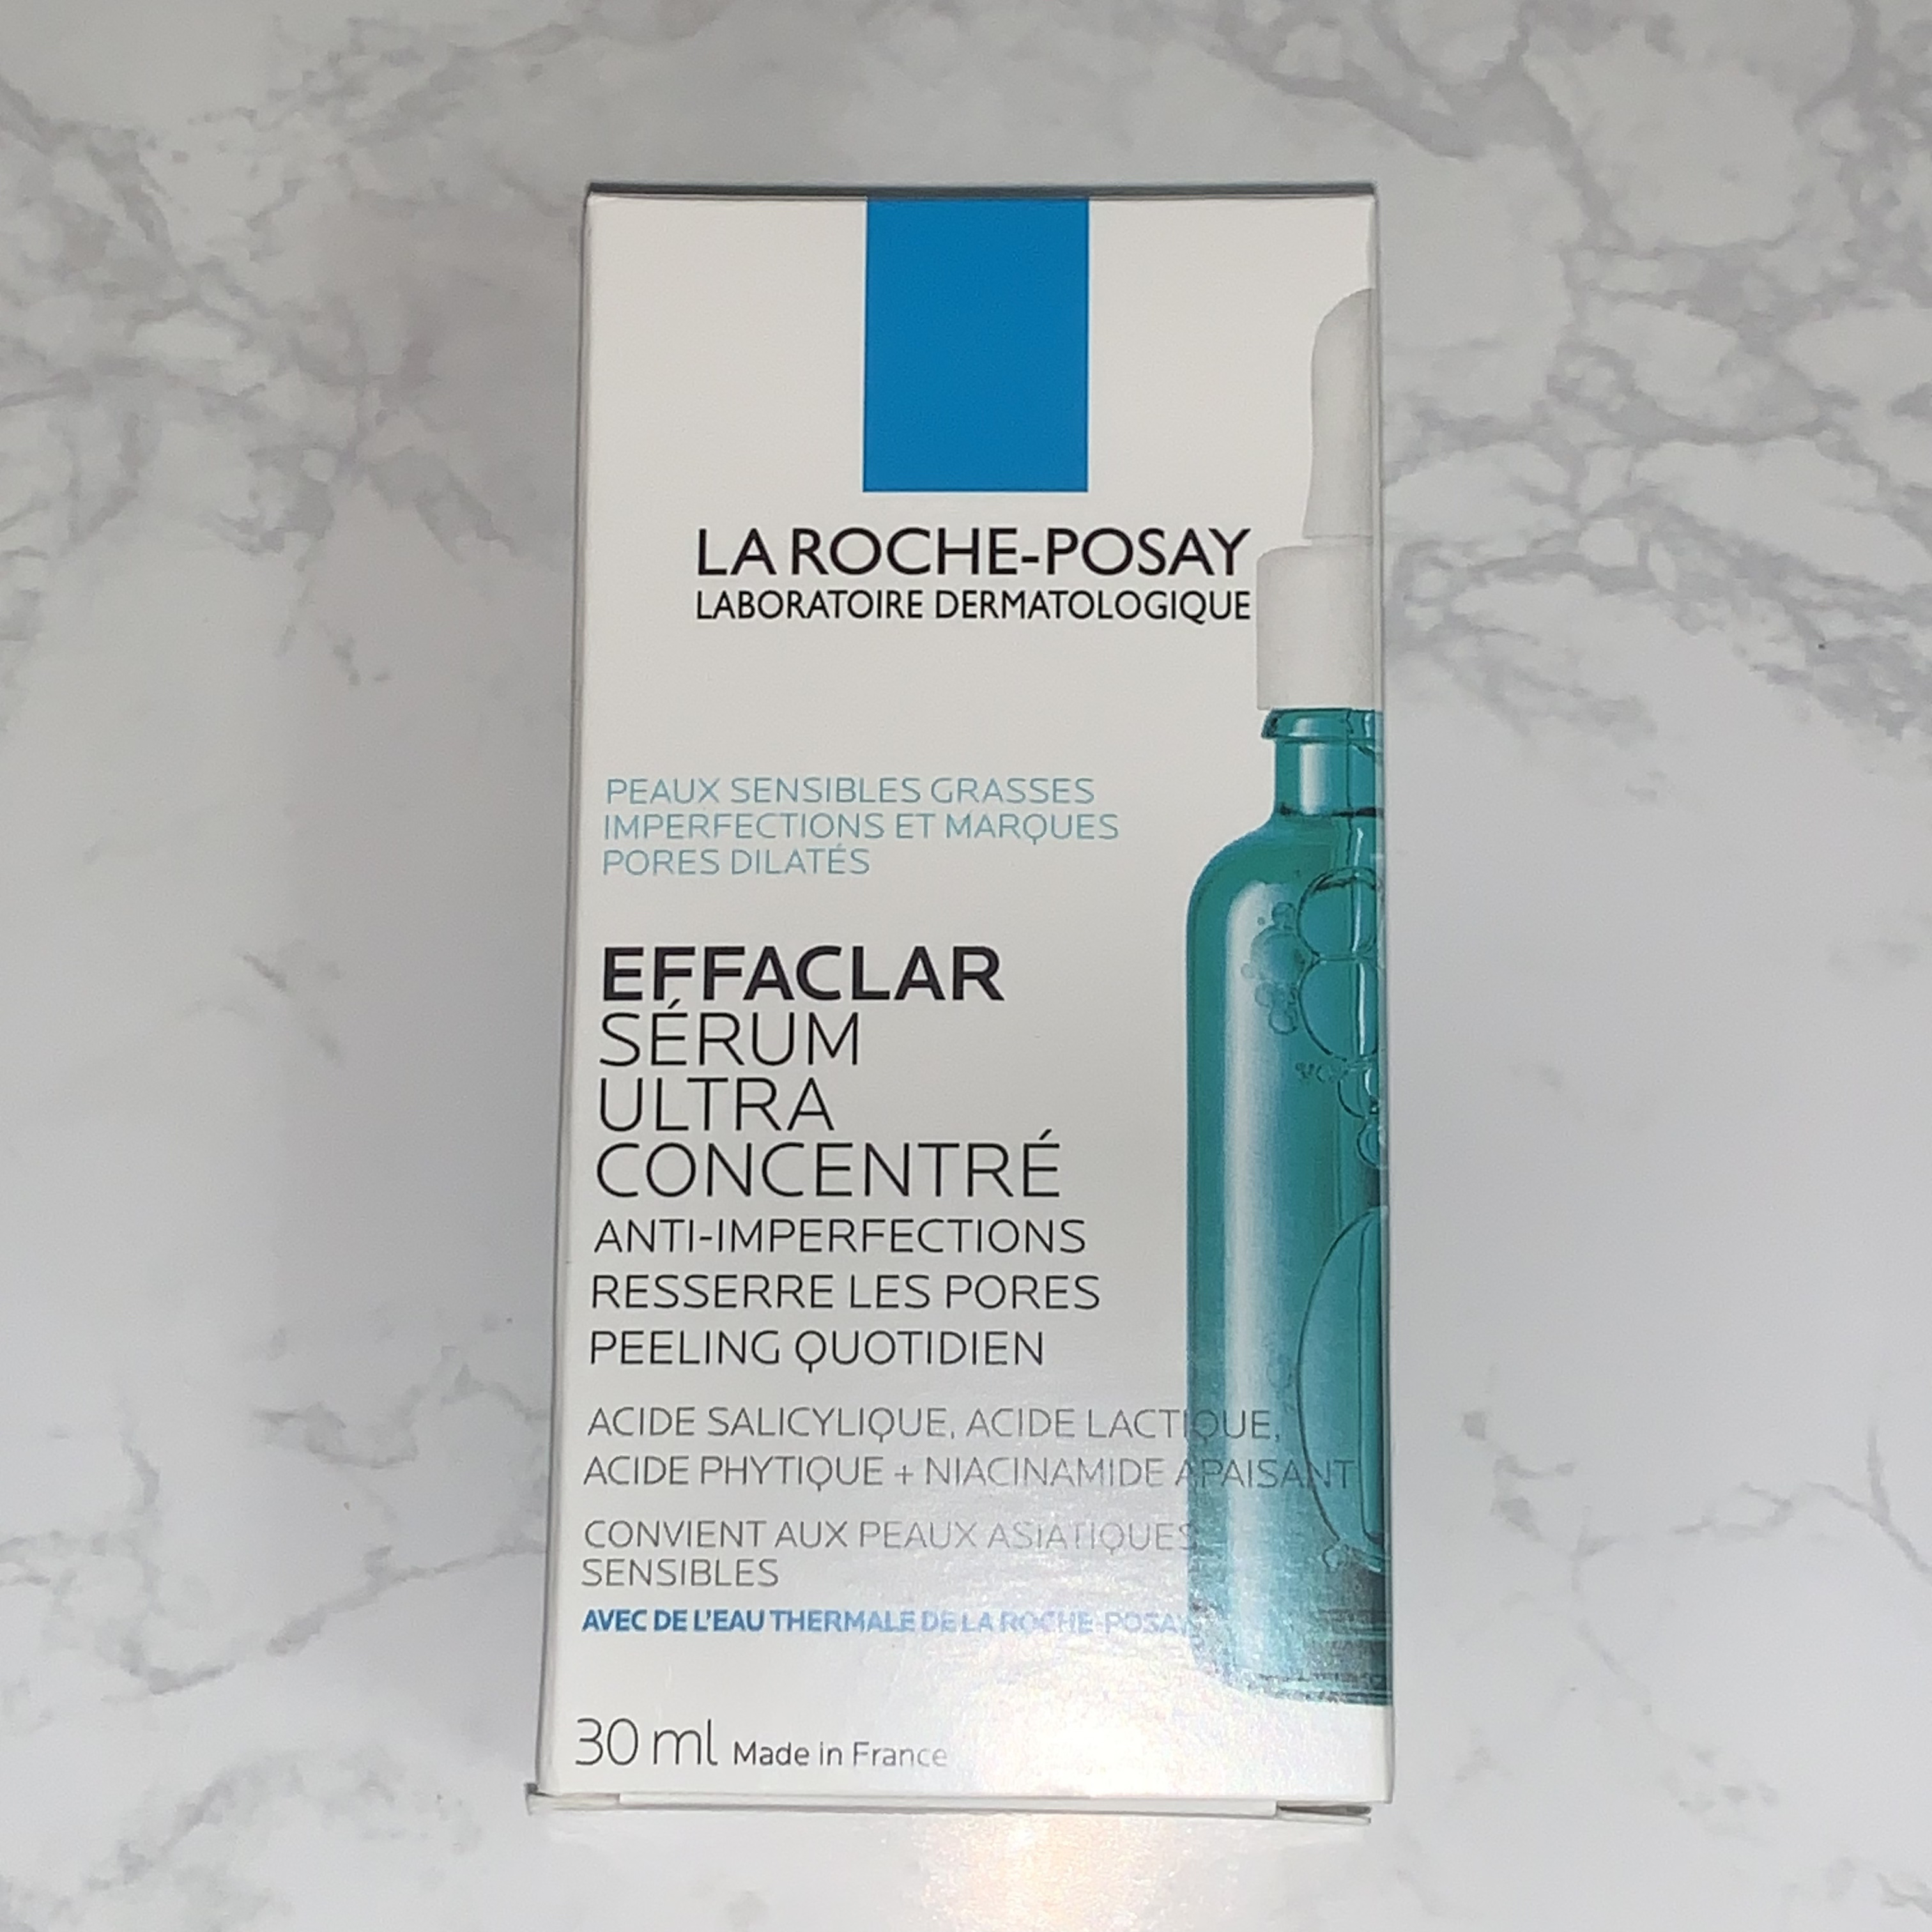 LA ROCHE-POSAY
LABORATOIRE DERMATOLOGIQUE
PEAUX SENSIBLES GRASSES
IMPERFECTIONS ET MARQUES
PORES DILATÉS
EFFACLAR
SÉRUM
ULTRA
CONCENTRÉ
ANTI-IMPERFECTIONS
RESSERRE LES PORES
PEELING QUOTIDIEN
ACIDE SALICYLIQUE, ACIDE LACTIQUE,
ACIDE PHYTIQUE + NIACINAMIDE APAISANT
CONVIENT AUX PEAUX ASIATIQUES
SENSIBLES
AVEC DE L'EAU THERMALE DE LA ROCHE-POSAY
30 ml Made in France